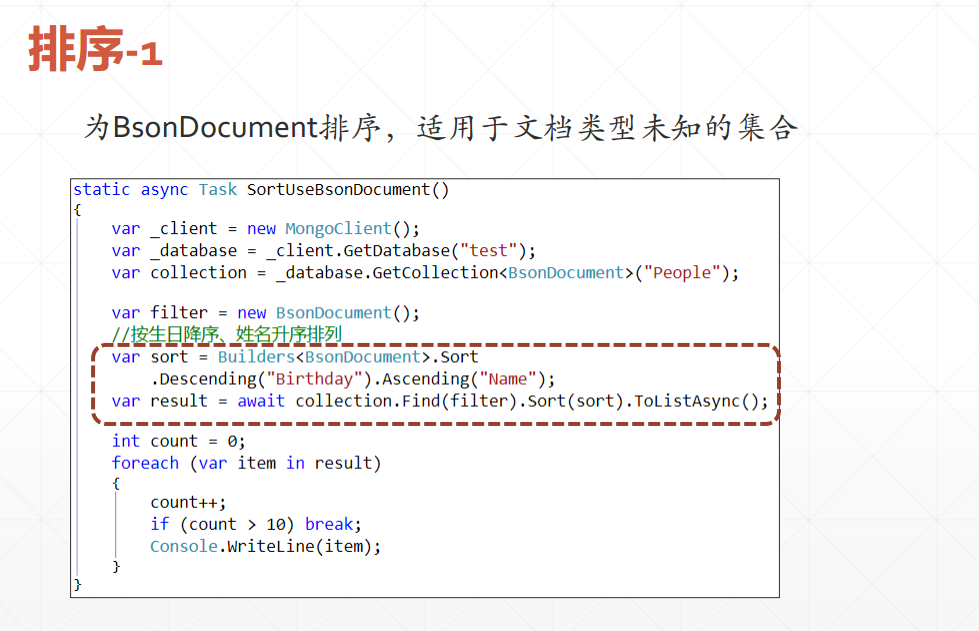 排序-1
为BsonDocument排序，适用于文档类型未知的集合
static async Task SortUseBsonDocument()
{
var _client = new MongoClient();
var _database = _client.GetDatabase("test");
var collection = _database.GetCollection<BsonDocument>("People");
var filter = new BsonDocument();
//按生日降序、姓名升序排列
var sort = Builders<BsonDocument>.Sort
.Descending("Birthday").Ascending("Name");
var result = await collection.Find(filter).Sort(sort).ToListAsync();
int count = 0;
foreach (var item in result)
{
count++;
if (count > 10) break;
Console.WriteLine(item);
}
}